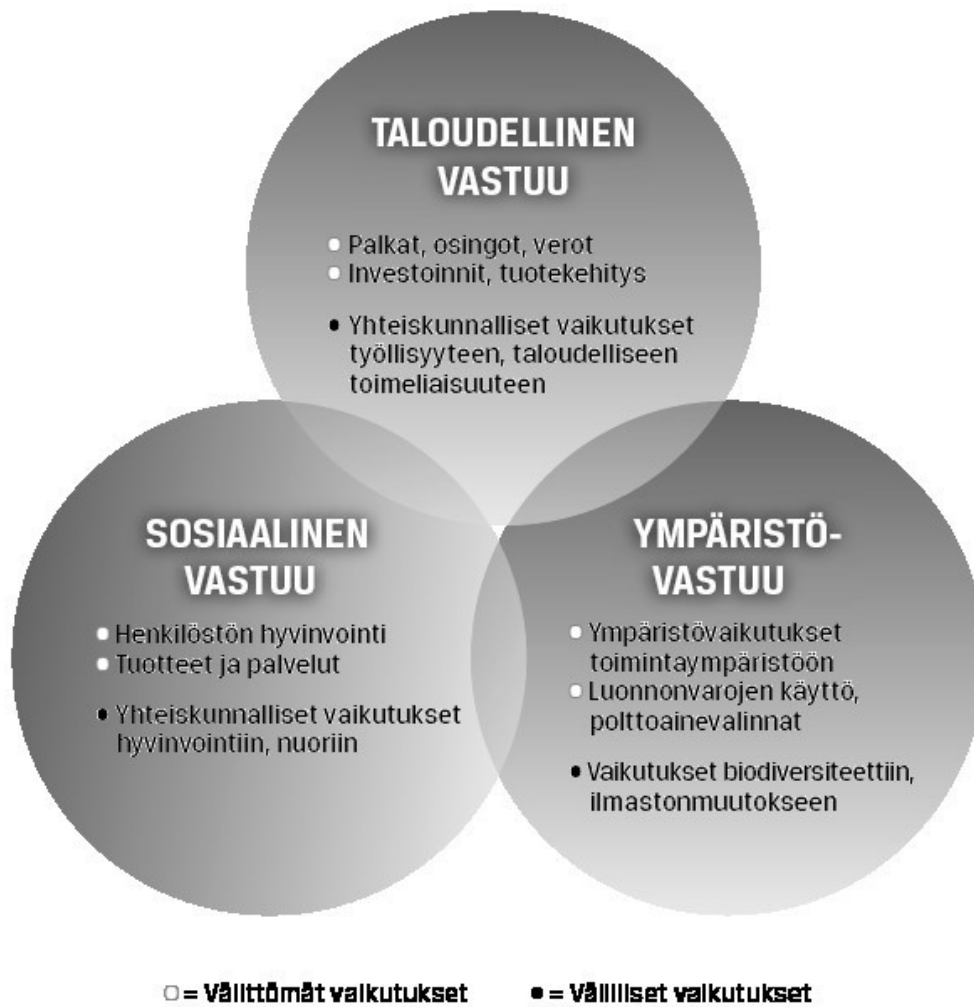 TALOUDELLINEN
VASTUU
Palkat, osingot, verot
Investoinnit, tuotekehitys
• Yhteiskunnalliset vaikutukset
työllisyyteen, taloudelliseen
toimeliaisuuteen
SOSIAALINEN
VASTUU
Henkilöstön hyvinvointi
Tuotteet ja palvelut
• Yhteiskunnalliset vaikutukset
hyvinvointiin, nuoriin
YMPÄRISTÖ-
VASTUU
Ympäristövaikutukset
toimintaympäristöön
Luonnonvarojen käyttö,
polttoainevalinnat
• Vaikutukset biodiversiteettiin,
ilmastonmuutokseen
= Välittömät vaikutukset
• = Välilliset vaikutukset